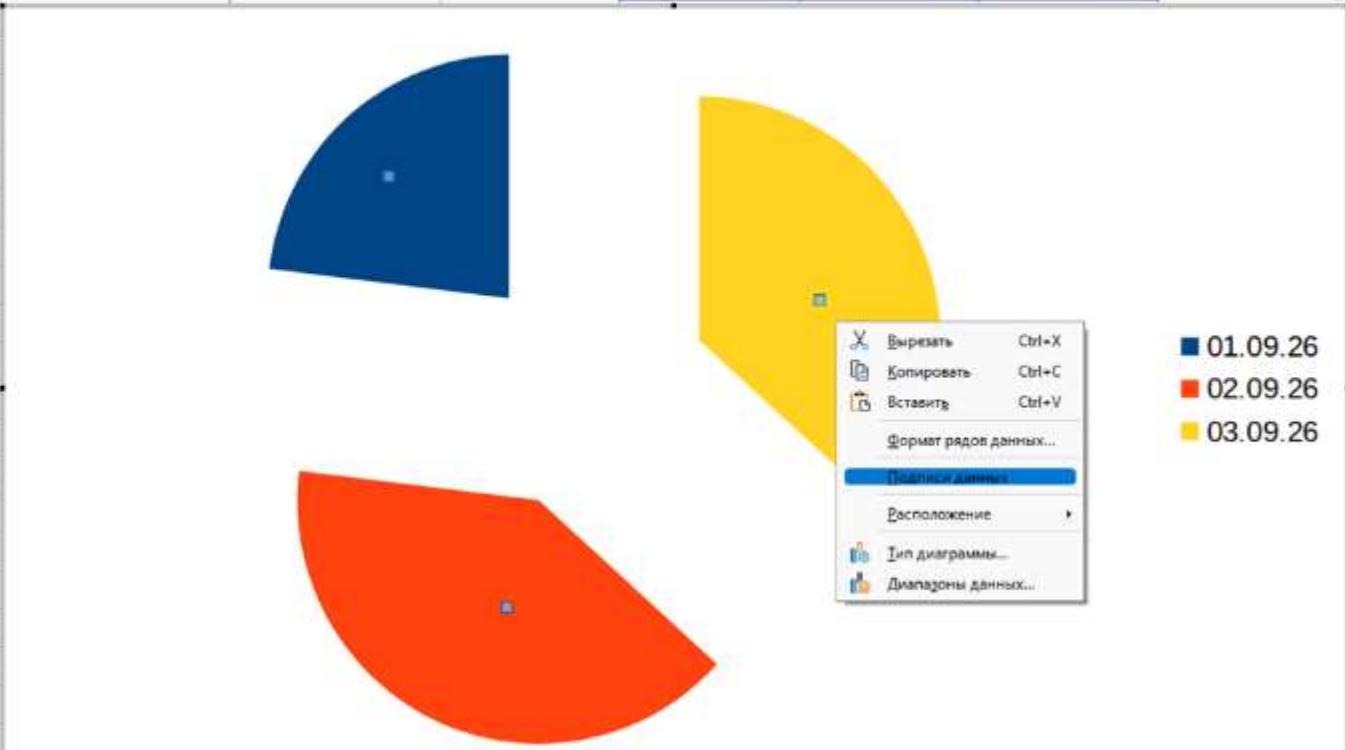 Вырезать Ctrl+X
Копировать Ctrl+C
Вставить Ctrl+V
Формат рядов данных...
Подписи данных
Расположение
Тип диаграммы...
Диапазоны данных...
01.09.26
02.09.26
03.09.26